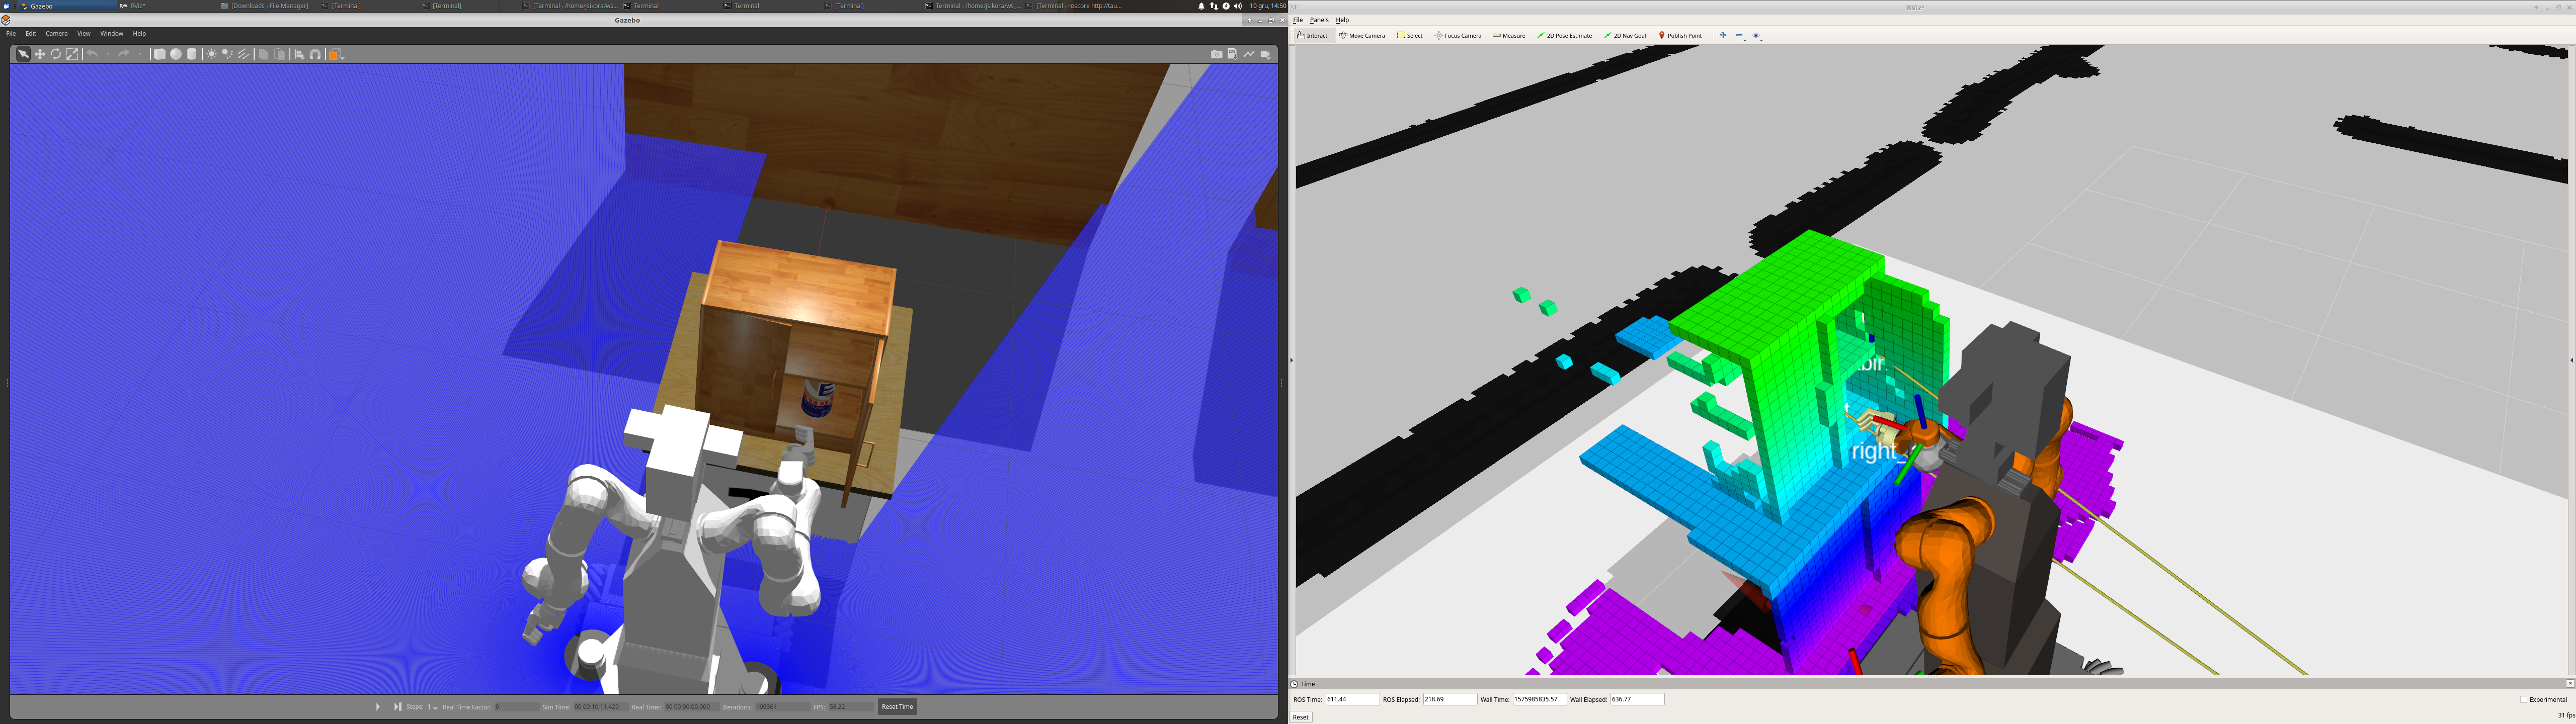 Gazebo RViz* [Downloads - File Manager] [Terminal] [Terminal] [Terminal - /home/jsikora/ws... Terminal Terminal [Terminal] Terminal - /home/jsikora/ws_... [Terminal - roscore http://tau... 10 gru, 14:50
Gazebo
File Edit Camera View Window Help
Steps: 1 Real Time Factor: 0 Sim Time: 00 00:10:11.420 Real Time: 00 00:00:00.000 Iterations: 109361 FPS: 58.22 Reset Time
RViz*
File Panels Help
Interact Move Camera Select Focus Camera Measure 2D Pose Estimate 2D Nav Goal Publish Point
right_
Time
ROS Time: 611.44 ROS Elapsed: 218.69 Wall Time: 1575985835.57 Wall Elapsed: 636.77 Experimental
Reset 31 fps